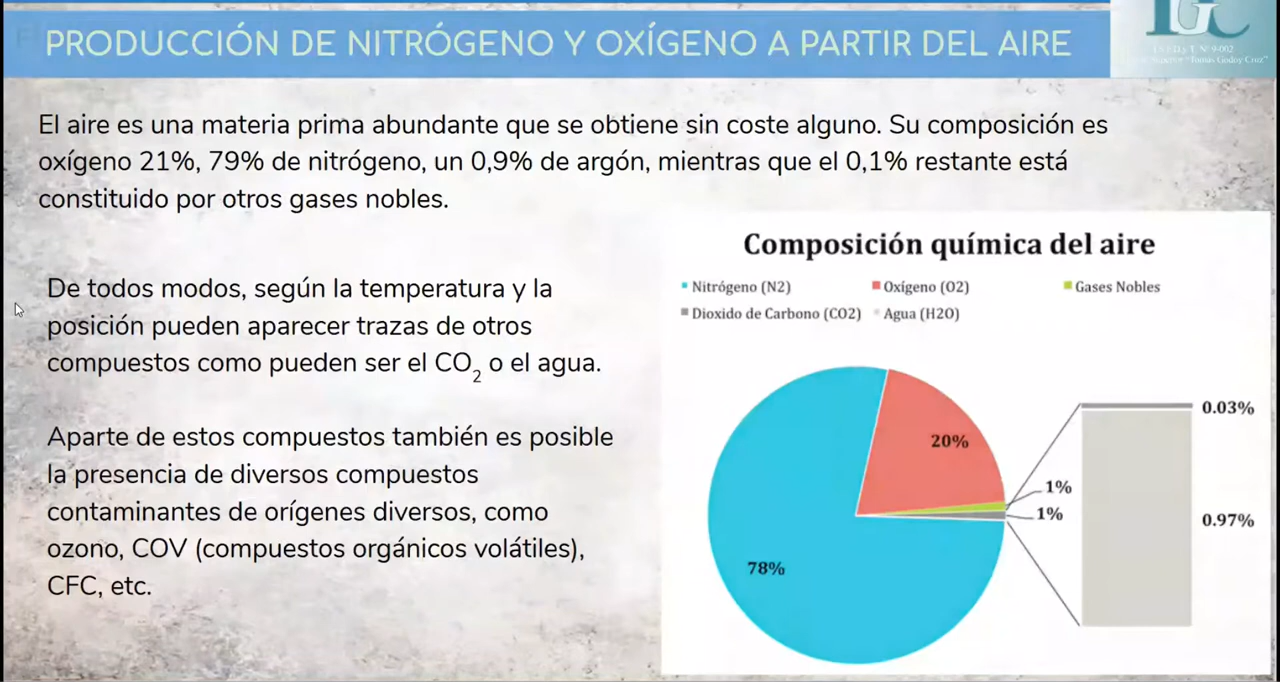 PRODUCCIÓN DE NITRÓGENO Y OXÍGENO A PARTIR DEL AIRE
"Tomas Godoy Cruz"
El aire es una materia prima abundante que se obtiene sin coste alguno. Su composición es
oxígeno 21%, 79% de nitrógeno, un 0,9% de argón, mientras que el 0,1% restante está
constituido por otros gases nobles.
De todos modos, según la temperatura y la
posición pueden aparecer trazas de otros
compuestos como pueden ser el CO₂ o el agua.
Aparte de estos compuestos también es posible
la presencia de diversos compuestos
contaminantes de orígenes diversos, como
ozono, COV (compuestos orgánicos volátiles),
CFC, etc.
Composición química del aire
Nitrógeno (N2) Oxígeno (O2) Gases Nobles
Dioxido de Carbono (CO2) Agua (H2O)
0.03%
20%
1%
1%
0.97%
78%